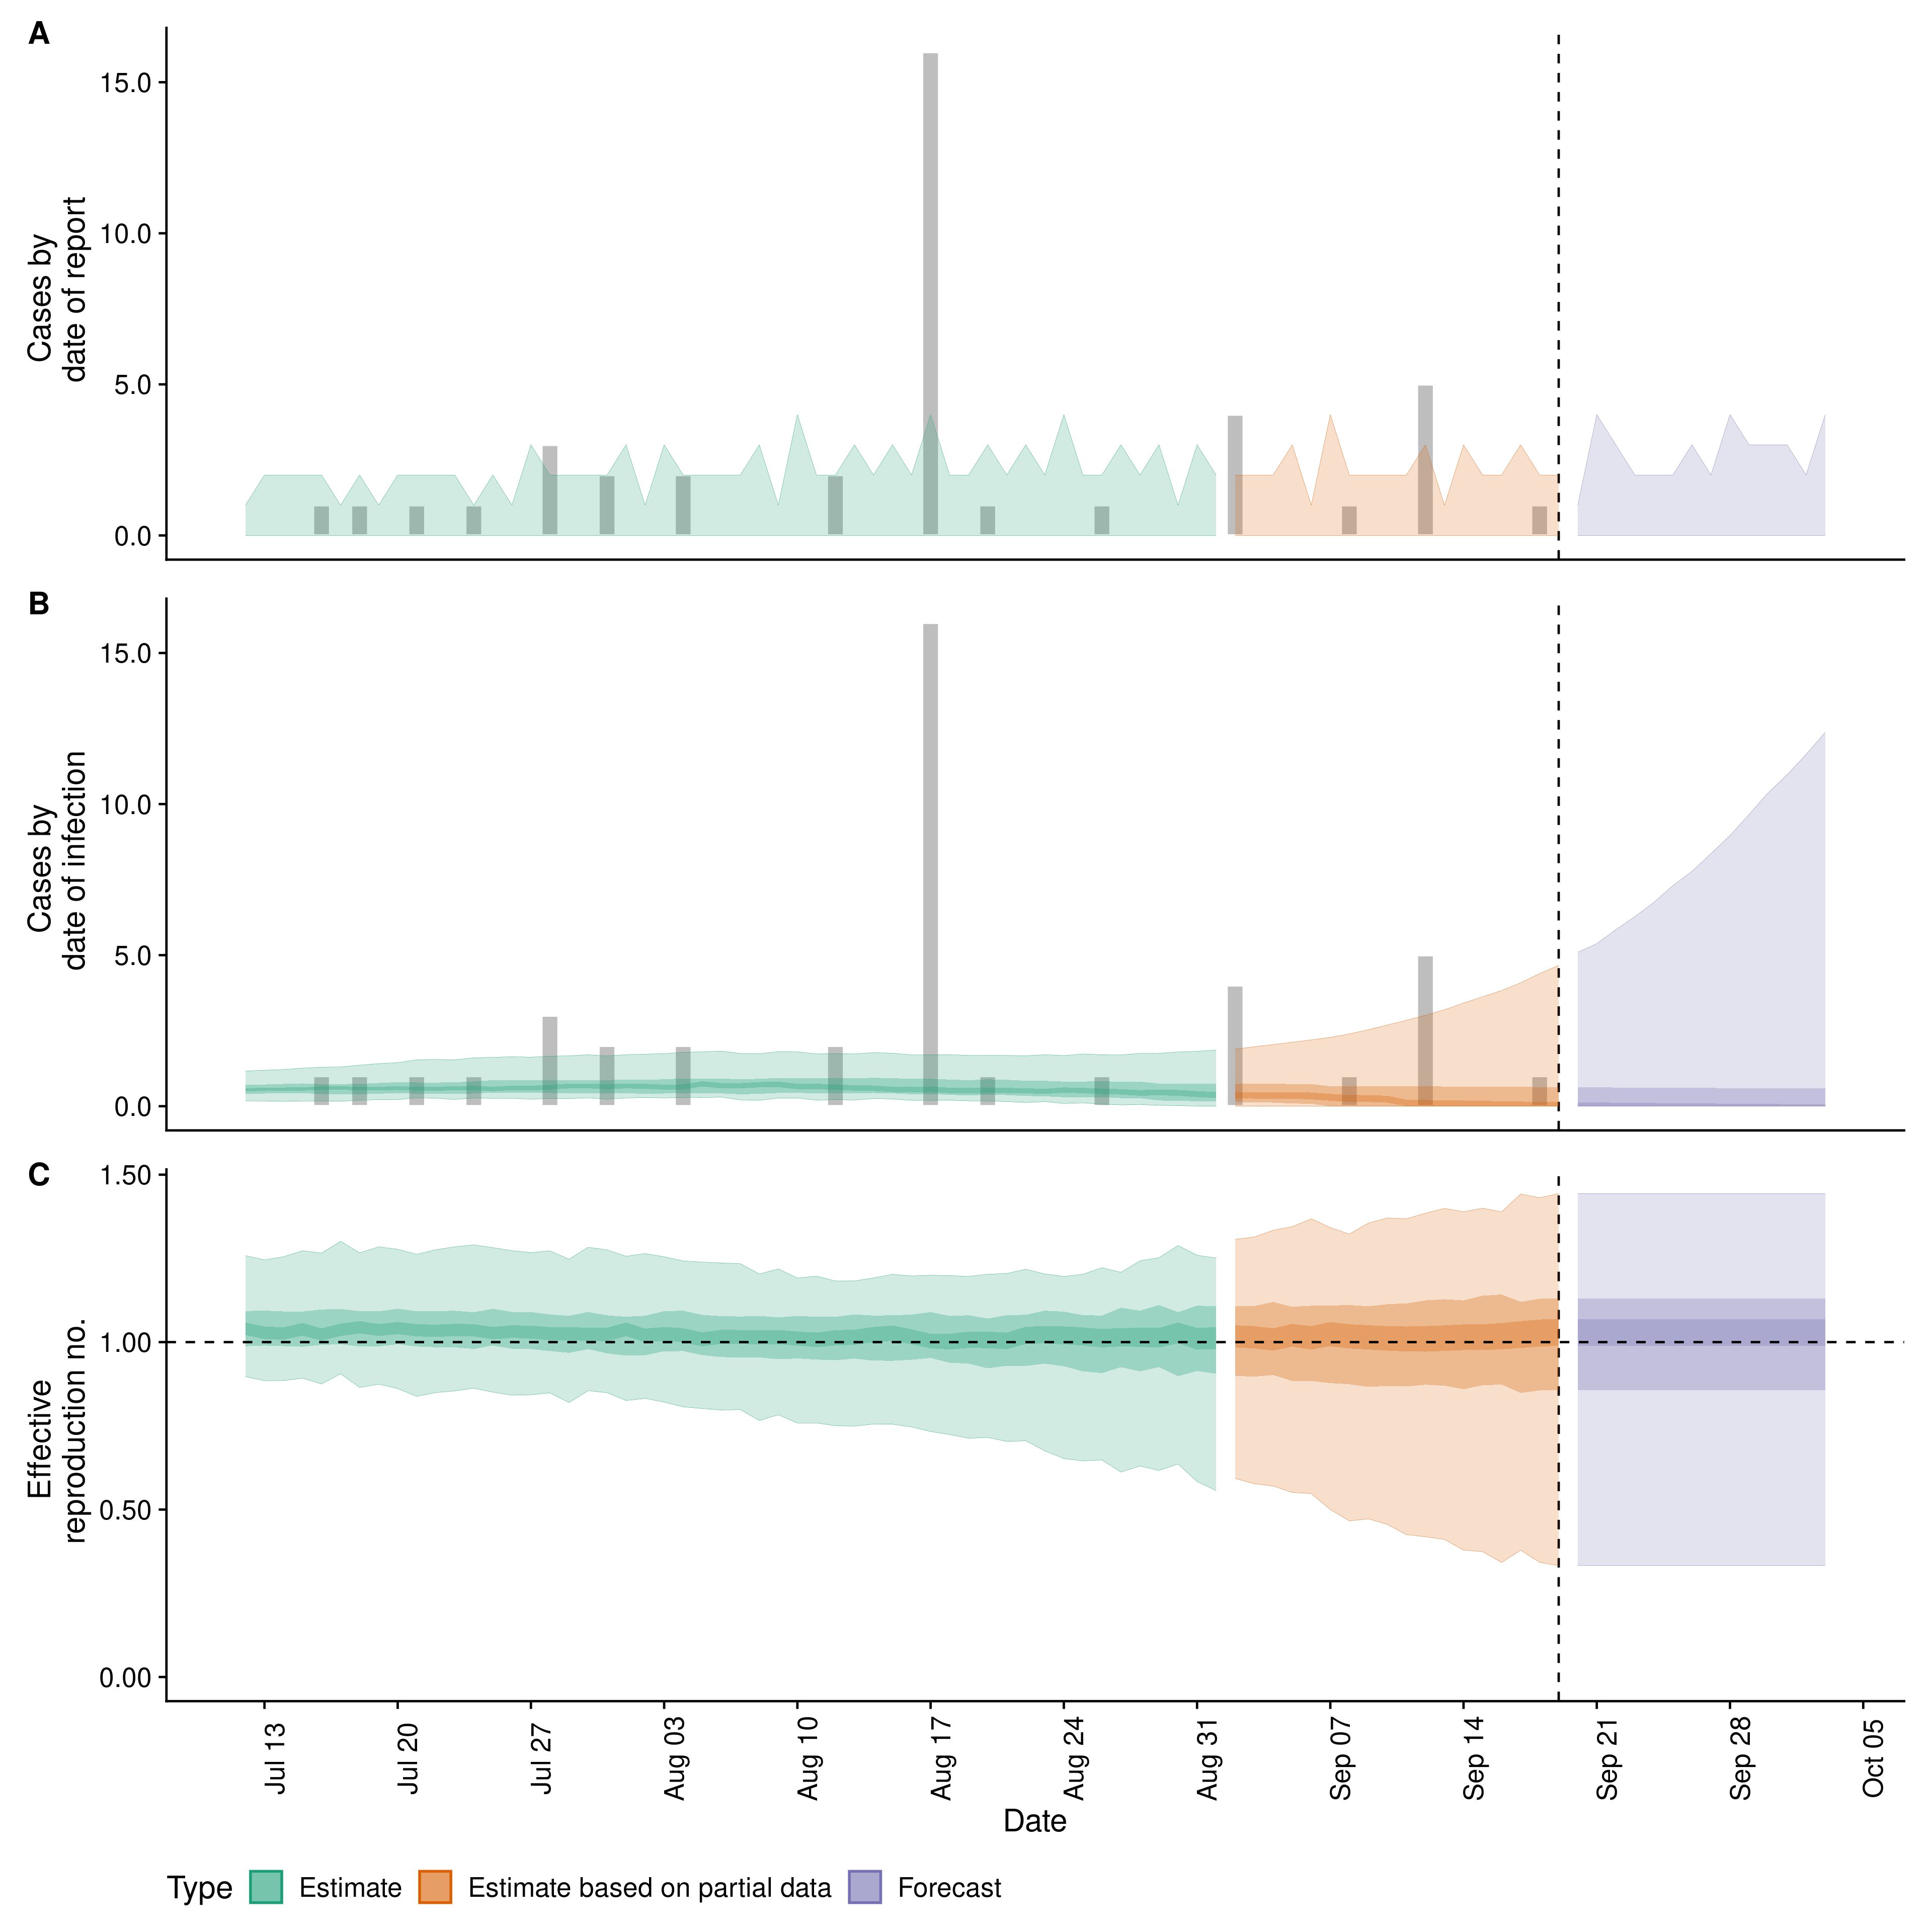 A
15.0
10.0
5.0
0.0
Cases by
date of report
B
15.0
10.0
5.0
0.0
Cases by
date of infection
C
1.50
1.00
0.50
0.00
Effective
reproduction no.
Jul 13
Jul 20
Jul 27
Aug 03
Aug 10
Aug 17
Aug 24
Aug 31
Sep 07
Sep 14
Sep 21
Sep 28
Oct 05
Date
Type Estimate Estimate based on partial data Forecast